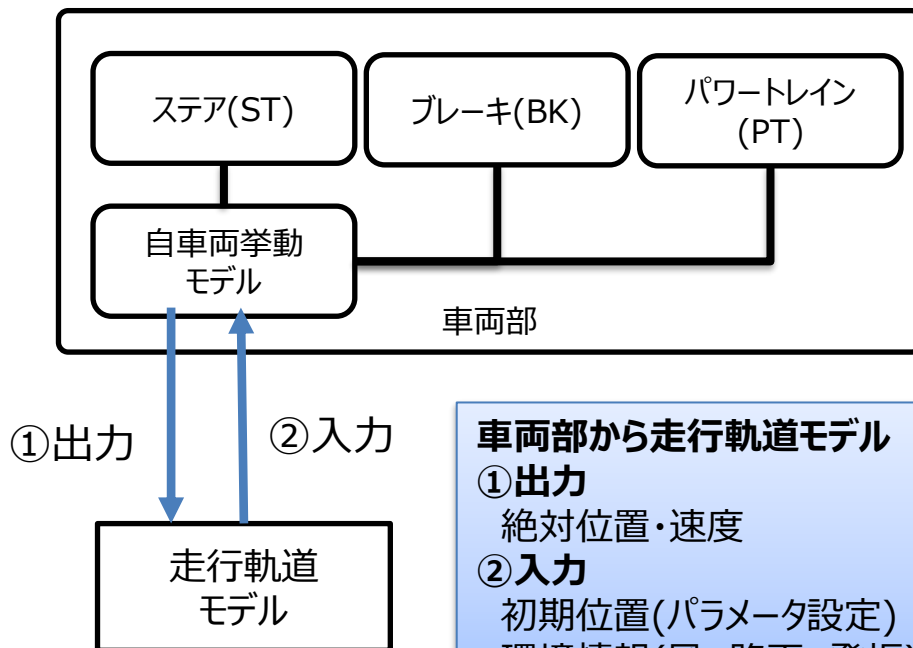 ステア(ST)
ブレーキ(BK)
パワートレイン
(PT)
自車両挙動
モデル
車両部
①出力
②入力
走行軌道
モデル
車両部から走行軌道モデル
①出力
絶対位置・速度
②入力
初期位置(パラメータ設定)